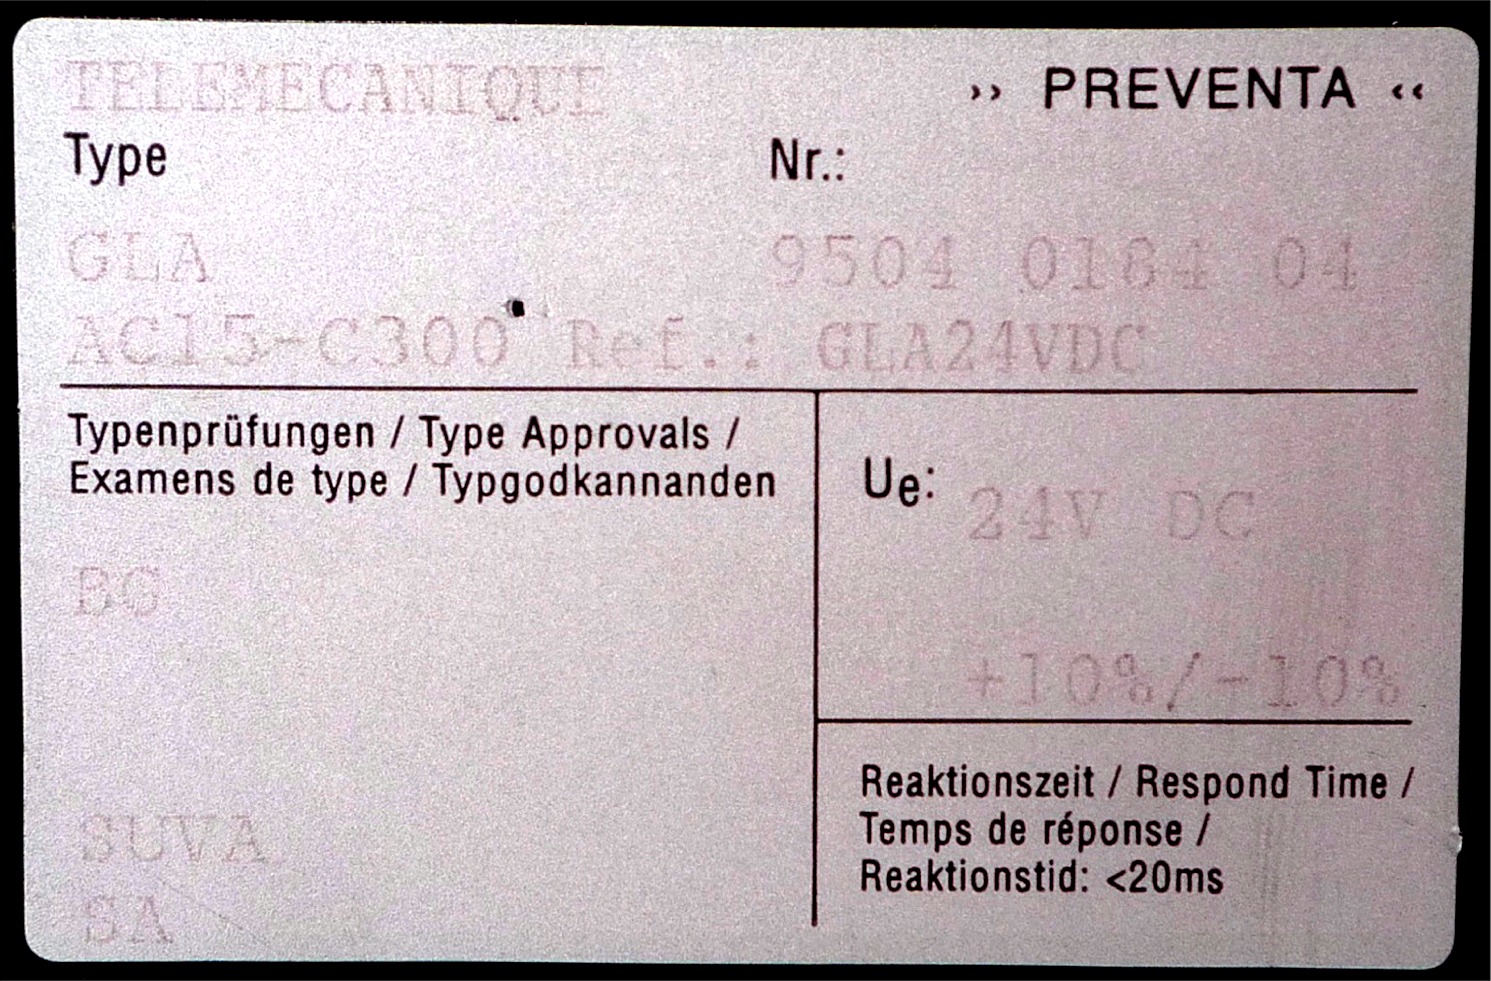 TELEMECANIQUE ›› PREVENTA ‹‹
Type Nr.:
GLA 9504 0184 04
AC15-C300 Ref.: GLA24VDC
Typenprüfungen / Type Approvals /
Examens de type / Typgodkannanden
BG
SUVA
SA
Ue: 24V DC
+10%/-10%
Reaktionszeit / Respond Time /
Temps de réponse /
Reaktionstid: <20ms